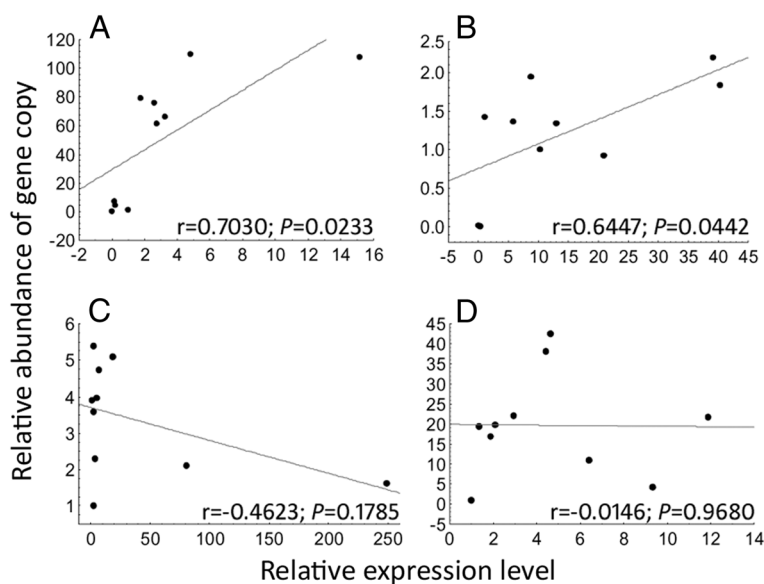 A
B
120
100
80
60
40
20
0
-20
-2 0 2 4 6 8 10 12 14 16
r=0.7030; P=0.0233
2.5
2.0
1.5
1.0
0.5
0.0
-5 0 5 10 15 20 25 30 35 40 45
r=0.6447; P=0.0442
C
D
6
5
4
3
2
1
0 50 100 150 200 250
r=-0.4623; P=0.1785
45
40
35
30
25
20
15
10
5
0
-5
0 2 4 6 8 10 12 14
r=-0.0146; P=0.9680
Relative abundance of gene copy
Relative expression level